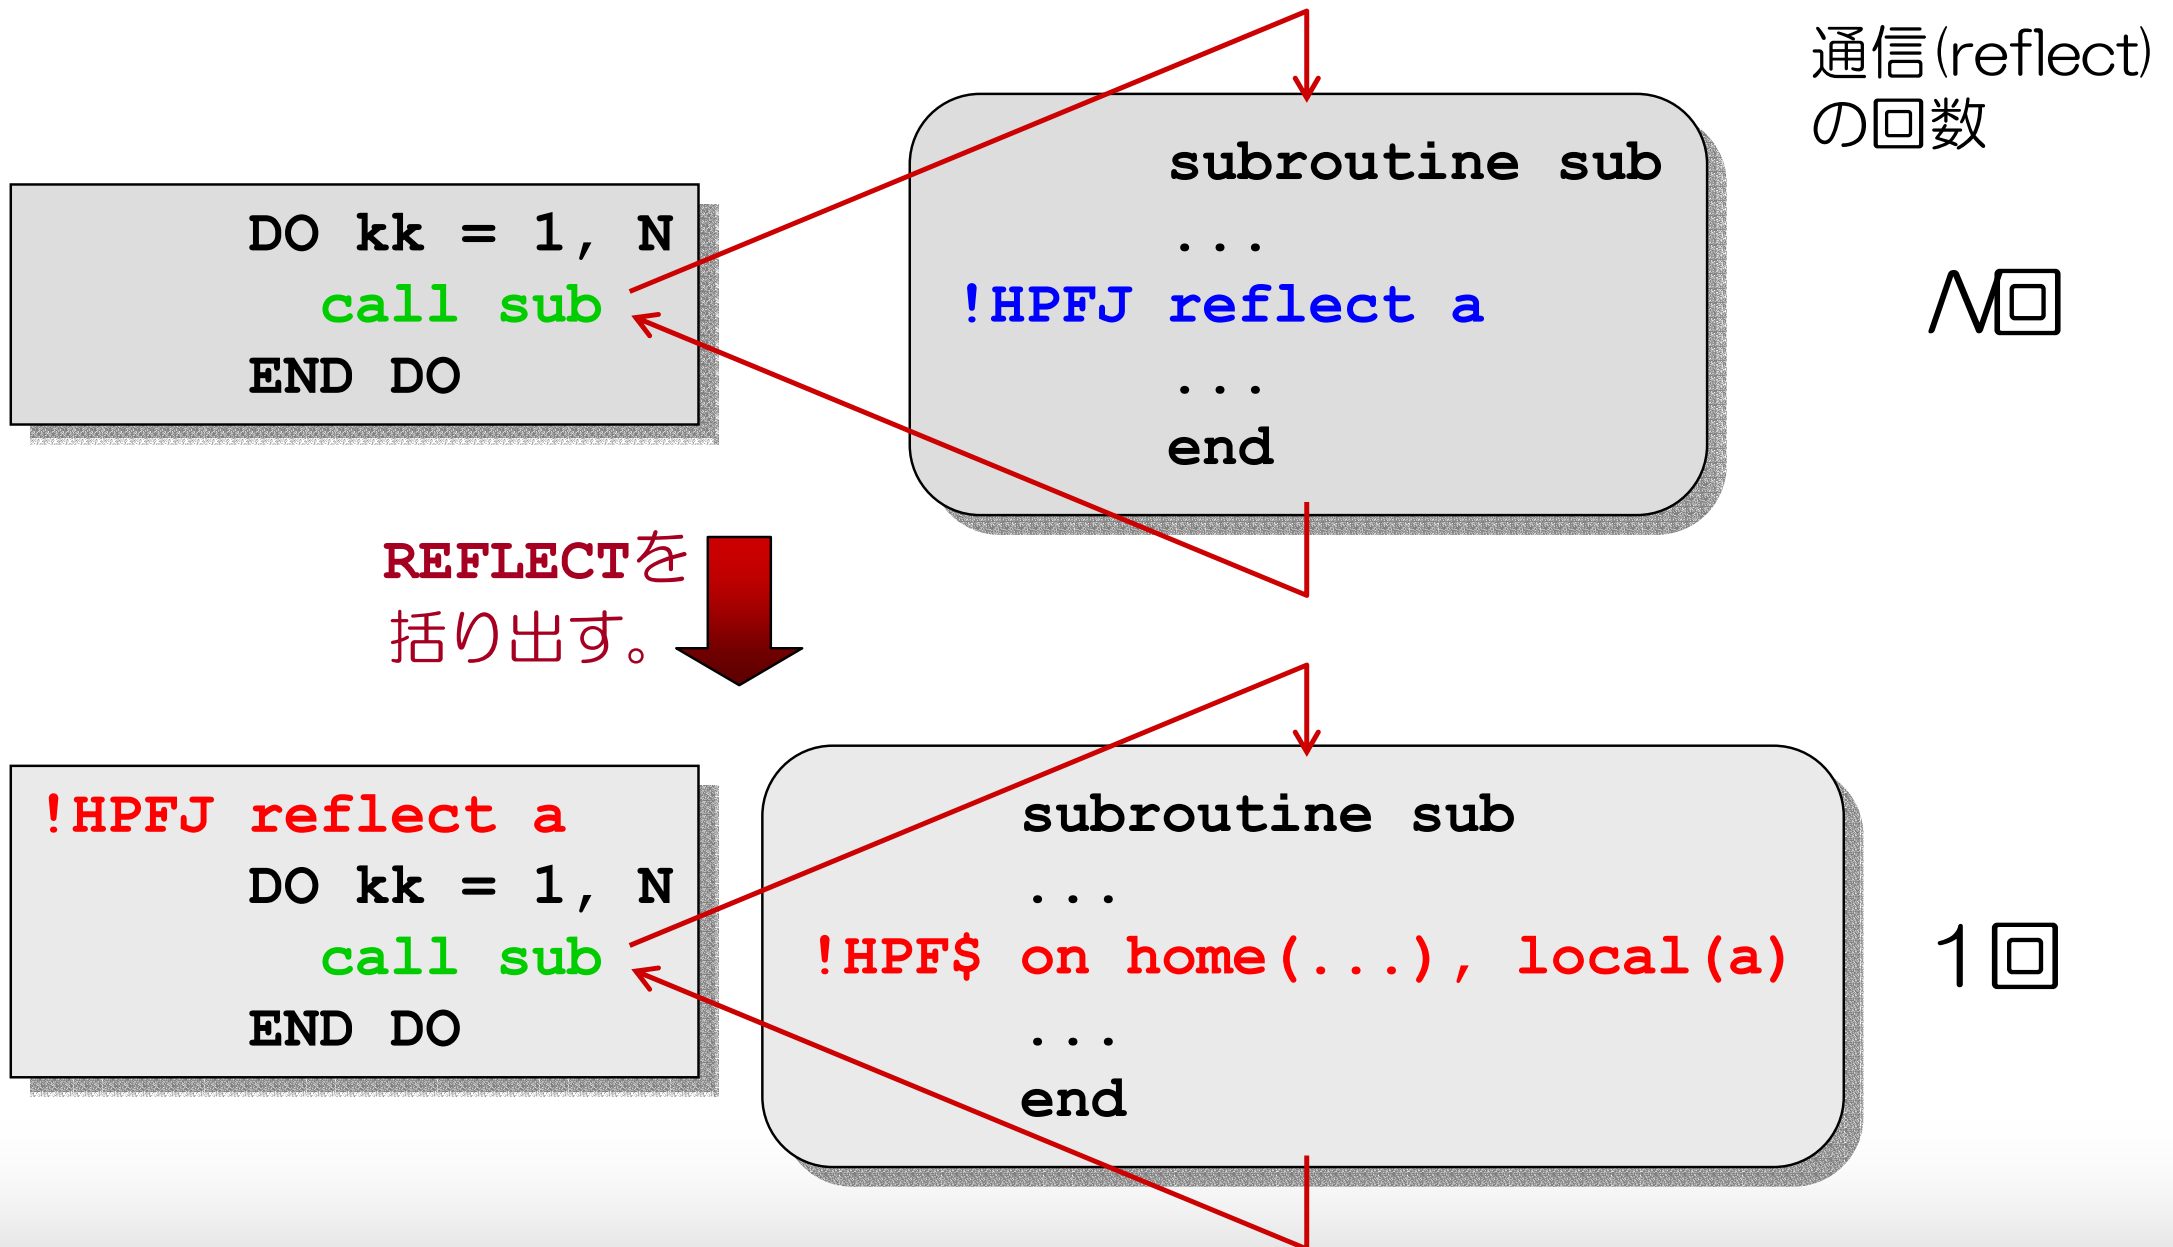 通信(reflect)
の回数
DO kk = 1, N
call sub
END DO
subroutine sub
...
!HPFJ reflect a
...
end
N回
REFLECTを
括り出す。
!HPFJ reflect a
DO kk = 1, N
call sub
END DO
subroutine sub
...
!HPF$ on home(...), local(a)
...
end
1回